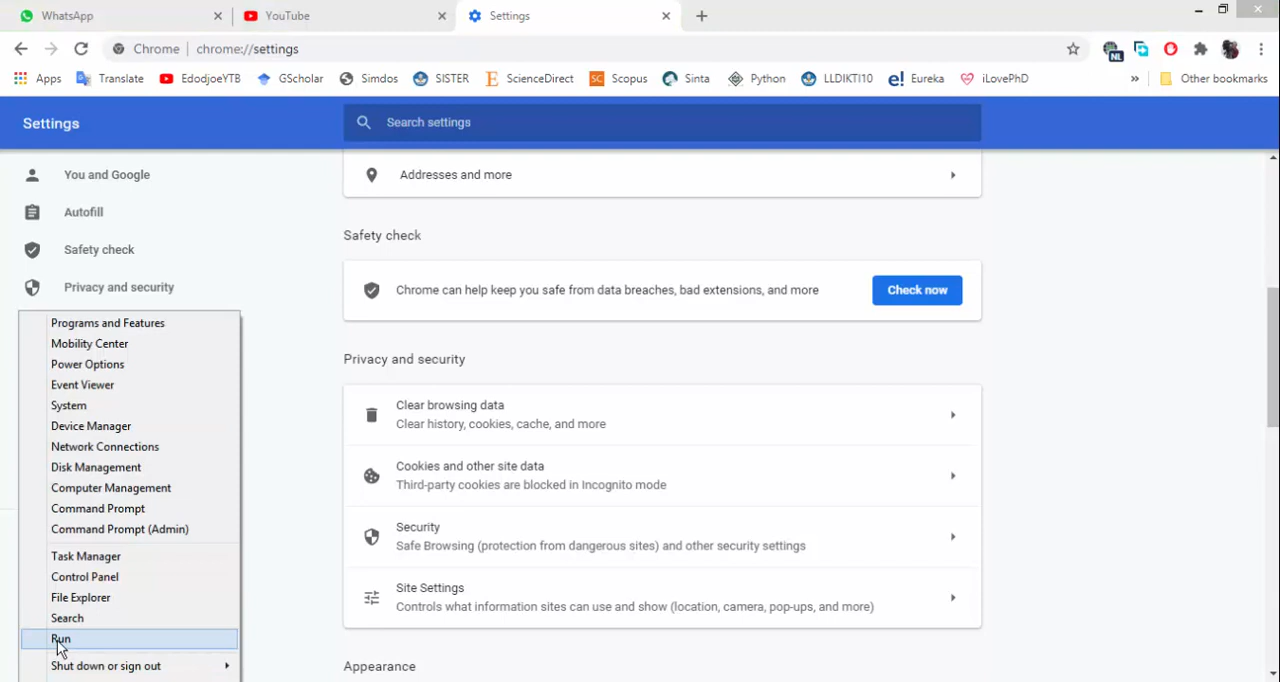 WhatsApp
YouTube
Settings
Chrome
chrome://settings
NL
Apps
Translate
EdodjoeYTB
GScholar
Simdos
SISTER
ScienceDirect
SC Scopus
Sinta
Python
LLDIKTI10
e! Eureka
iLovePhD
»
Other bookmarks
Settings
Search settings
You and Google
Autofill
Safety check
Privacy and security
Programs and Features
Mobility Center
Power Options
Event Viewer
System
Device Manager
Network Connections
Disk Management
Computer Management
Command Prompt
Command Prompt (Admin)
Task Manager
Control Panel
File Explorer
Search
Run
Shut down or sign out
Addresses and more
Safety check
Chrome can help keep you safe from data breaches, bad extensions, and more
Check now
Privacy and security
Clear browsing data
Clear history, cookies, cache, and more
Cookies and other site data
Third-party cookies are blocked in Incognito mode
Security
Safe Browsing (protection from dangerous sites) and other security settings
Site Settings
Controls what information sites can use and show (location, camera, pop-ups, and more)
Appearance